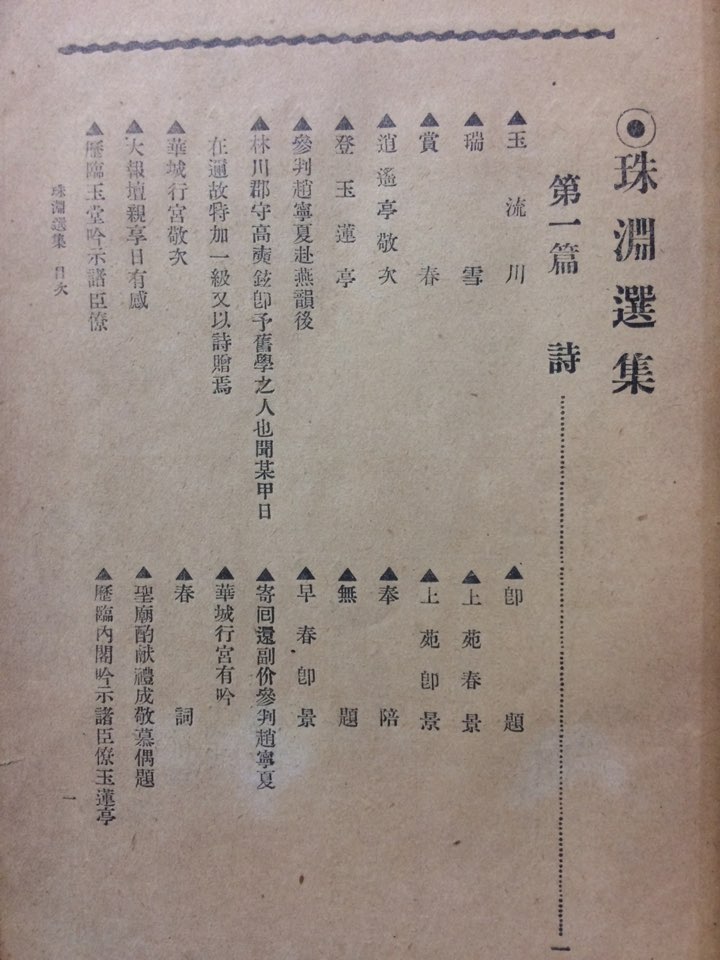 ◉珠淵選集
第一篇 詩……一
▲玉流川
▲瑞雪
▲賞春
▲逍遙亭敬次
▲登玉蓮亭
▲參判趙寧夏赴燕韻後
▲林川郡守高奭鉉卽予舊學之人也聞某甲日
在邇故特加一級又以詩贈焉
▲華城行宮敬次
▲大報壇親享日有感
▲歷臨玉堂吟示諸臣僚
▲卽題
▲上苑春景
▲上苑卽景
▲奉陪
▲無題
▲早春卽景
▲寄回還副价參判趙寧夏
▲華城行宮有吟
▲春詞
▲聖廟酌献禮成敬慕偶題
▲歷臨內閣吟示諸臣僚玉蓮亭
珠淵選集 目次
一